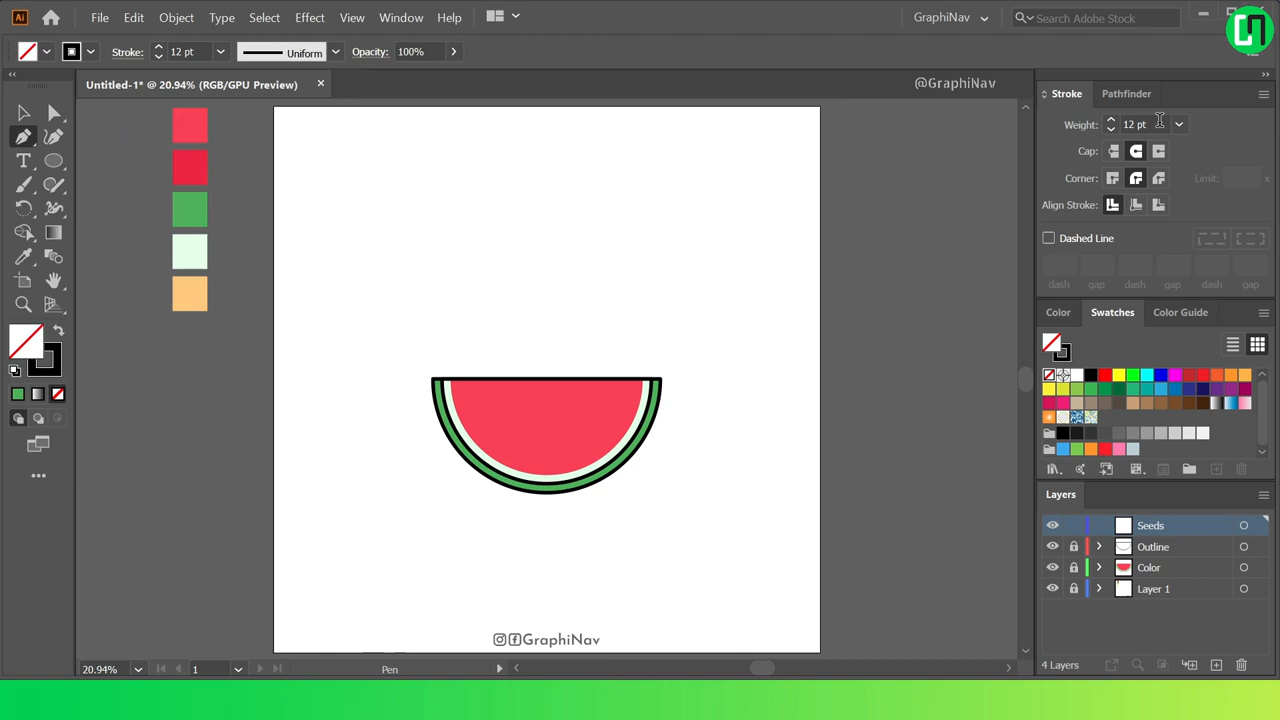 Ai File Edit Object Type Select Effect View Window Help GraphiNav Search Adobe Stock
Stroke: 12 pt Uniform Opacity: 100%
Untitled-1* @ 20.94% (RGB/GPU Preview) × @GraphiNav
Stroke Pathfinder
Weight: 12 pt
Cap:
Corner: Limit: x
Align Stroke:
Dashed Line
dash gap dash gap dash gap
Color Swatches Color Guide
Layers
Seeds
Outline
Color
Layer 1
GraphiNav
20.94% 1 Pen 4 Layers